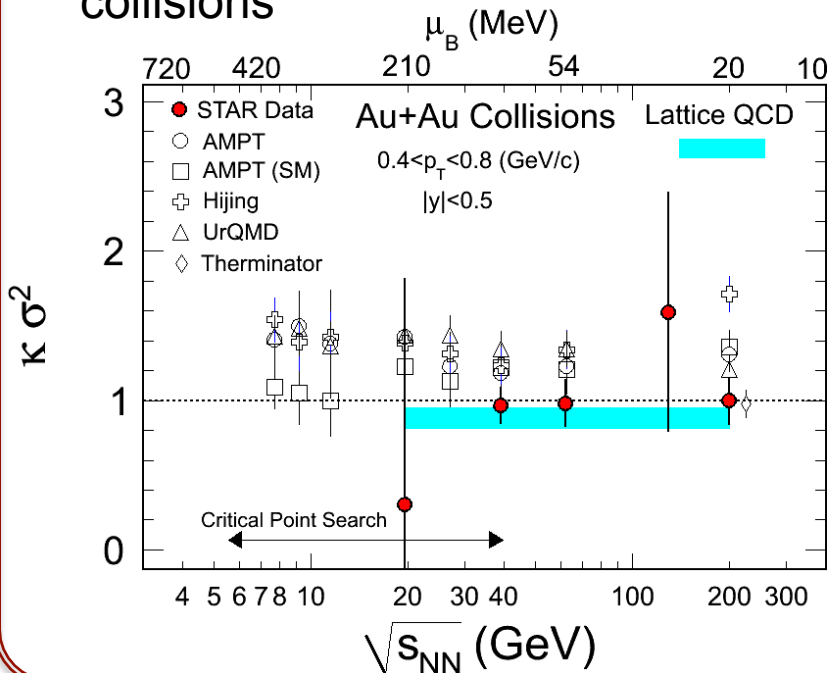 collisions
μB (MeV)
720 420 210 54 20 10
3
2
1
0
κ σ²
STAR Data
AMPT
AMPT (SM)
Hijing
UrQMD
Therminator
Au+Au Collisions
0.4<pT<0.8 (GeV/c)
|y|<0.5
Lattice QCD
Critical Point Search
4 5 6 7 8 10 20 30 40 100 200 300
√sNN (GeV)